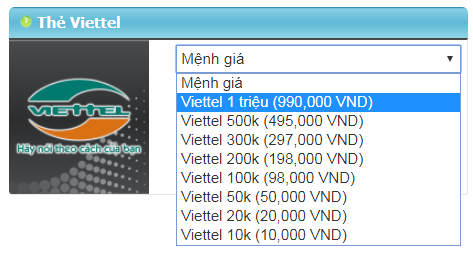 Thẻ Viettel
Mệnh giá
Mệnh giá
Viettel 1 triệu (990,000 VND)
Viettel 500k (495,000 VND)
Viettel 300k (297,000 VND)
Viettel 200k (198,000 VND)
Viettel 100k (98,000 VND)
Viettel 50k (50,000 VND)
Viettel 20k (20,000 VND)
Viettel 10k (10,000 VND)
VIETTEL
Hãy nói theo cách của bạn